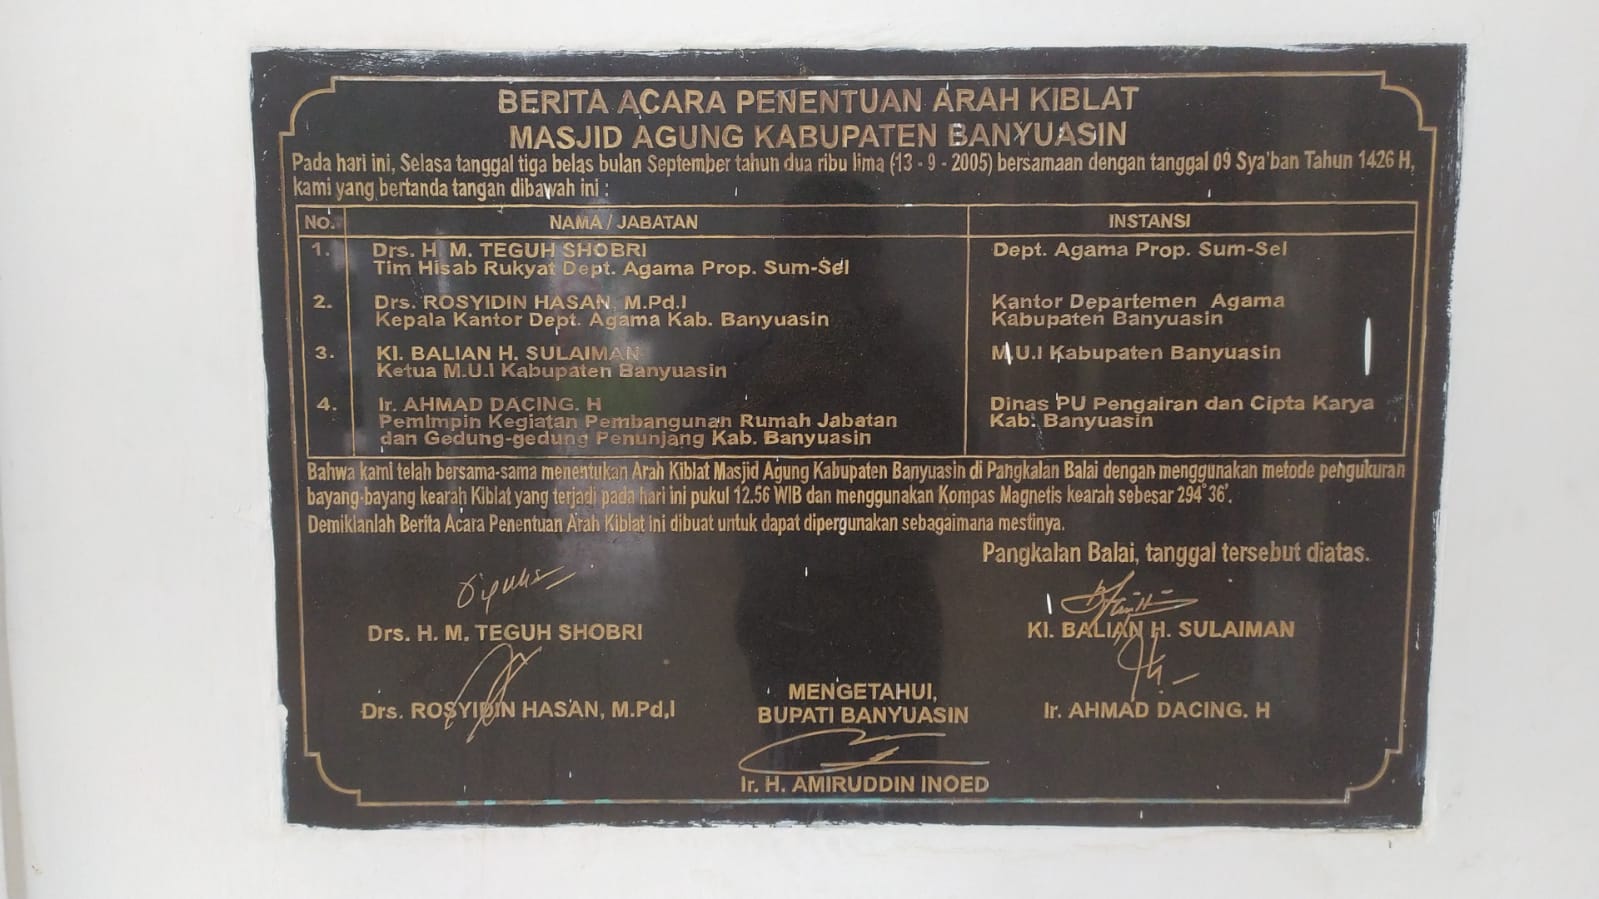 BERITA ACARA PENENTUAN ARAH KIBLAT
MASJID AGUNG KABUPATEN BANYUASIN
Pada hari ini, Selasa tanggal tiga belas bulan September tahun dua ribu lima (13 - 9 - 2005) bersamaan dengan tanggal 09 Sya'ban Tahun 1426 H,
kami yang bertanda tangan dibawah ini :
No. NAMA / JABATAN INSTANSI
1. Drs. H M. TEGUH SHOBRI Dept. Agama Prop. Sum-Sel
Tim Hisab Rukyat Dept. Agama Prop. Sum-Sel
2. Drs. ROSYIDIN HASAN, M.Pd.I Kantor Departemen Agama
Kepala Kantor Dept. Agama Kab. Banyuasin Kabupaten Banyuasin
3. KI. BALIAN H. SULAIMAN M.U.I Kabupaten Banyuasin
Ketua M.U.I Kabupaten Banyuasin
4. Ir. AHMAD DACING. H Dinas PU Pengairan dan Cipta Karya
Pemimpin Kegiatan Pembangunan Rumah Jabatan Kab. Banyuasin
dan Gedung-gedung Penunjang Kab. Banyuasin
Bahwa kami telah bersama-sama menentukan Arah Kiblat Masjid Agung Kabupaten Banyuasin di Pangkalan Balai dengan menggunakan metode pengukuran
bayang-bayang kearah Kiblat yang terjadi pada hari ini pukul 12.56 WIB dan menggunakan Kompas Magnetis kearah sebesar 294° 36'.
Demikianlah Berita Acara Penentuan Arah Kiblat ini dibuat untuk dapat dipergunakan sebagaimana mestinya.
Pangkalan Balai, tanggal tersebut diatas.
Drs. H. M. TEGUH SHOBRI KI. BALIAN H. SULAIMAN
Drs. ROSYIDIN HASAN, M.Pd,I Ir. AHMAD DACING. H
MENGETAHUI,
BUPATI BANYUASIN
Ir. H. AMIRUDDIN INOED